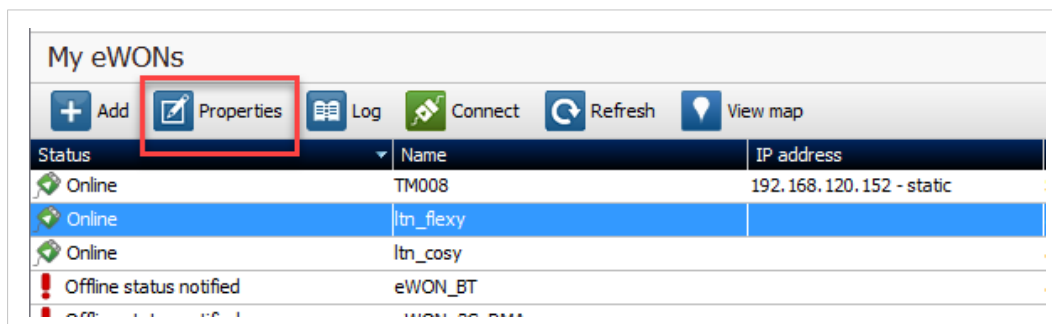 My eWONs
Add Properties Log Connect Refresh View map
Status Name IP address
Online TM008 192.168.120.152 - static
Online ltn_flexy
Online ltn_cosy
Offline status notified eWON_BT